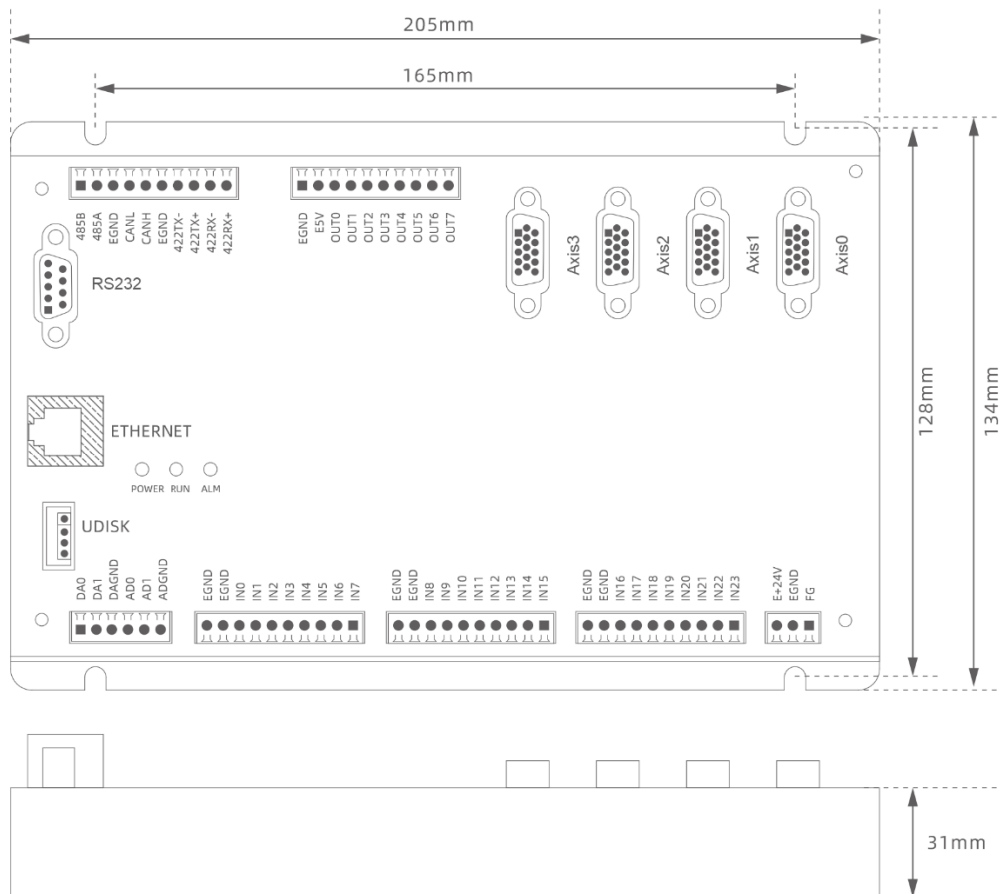 205mm
165mm
485B
485A
EGND
CANL
CANH
EGND
422TX-
422TX+
422RX-
422RX+
EGND
E5V
OUT0
OUT1
OUT2
OUT3
OUT4
OUT5
OUT6
OUT7
Axis3
Axis2
Axis1
Axis0
RS232
128mm
134mm
ETHERNET
POWER RUN ALM
UDISK
DA0
DA1
DAGND
AD0
AD1
ADGND
EGND
EGND
IN0
IN1
IN2
IN3
IN4
IN5
IN6
IN7
EGND
EGND
IN8
IN9
IN10
IN11
IN12
IN13
IN14
IN15
EGND
EGND
IN16
IN17
IN18
IN19
IN20
IN21
IN22
IN23
E+24V
EGND
FG
31mm